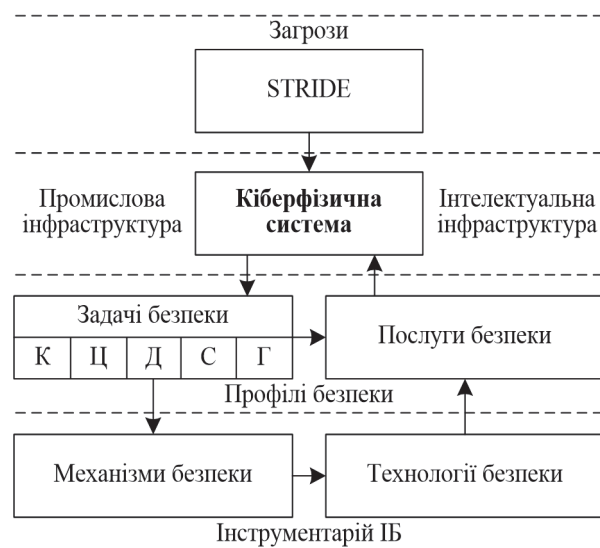 Загрози
STRIDE
Промислова
інфраструктура
Кіберфізична
система
Інтелектуальна
інфраструктура
Задачі безпеки
К Ц Д С Г
Послуги безпеки
Профілі безпеки
Механізми безпеки
Технології безпеки
Інструментарій ІБ